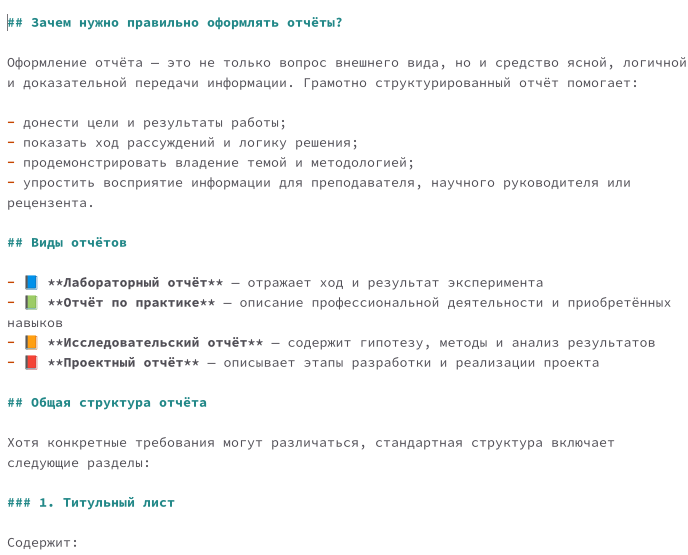 ## Зачем нужно правильно оформлять отчёты?
Оформление отчёта — это не только вопрос внешнего вида, но и средство ясной, логичной
и доказательной передачи информации. Грамотно структурированный отчёт помогает:
- донести цели и результаты работы;
- показать ход рассуждений и логику решения;
- продемонстрировать владение темой и методологией;
- упростить восприятие информации для преподавателя, научного руководителя или
рецензента.
## Виды отчётов
- 📘 **Лабораторный отчёт** — отражает ход и результат эксперимента
- 📗 **Отчёт по практике** — описание профессиональной деятельности и приобретённых
навыков
- 📙 **Исследовательский отчёт** — содержит гипотезу, методы и анализ результатов
- 📕 **Проектный отчёт** — описывает этапы разработки и реализации проекта
## Общая структура отчёта
Хотя конкретные требования могут различаться, стандартная структура включает
следующие разделы:
### 1. Титульный лист
Содержит: